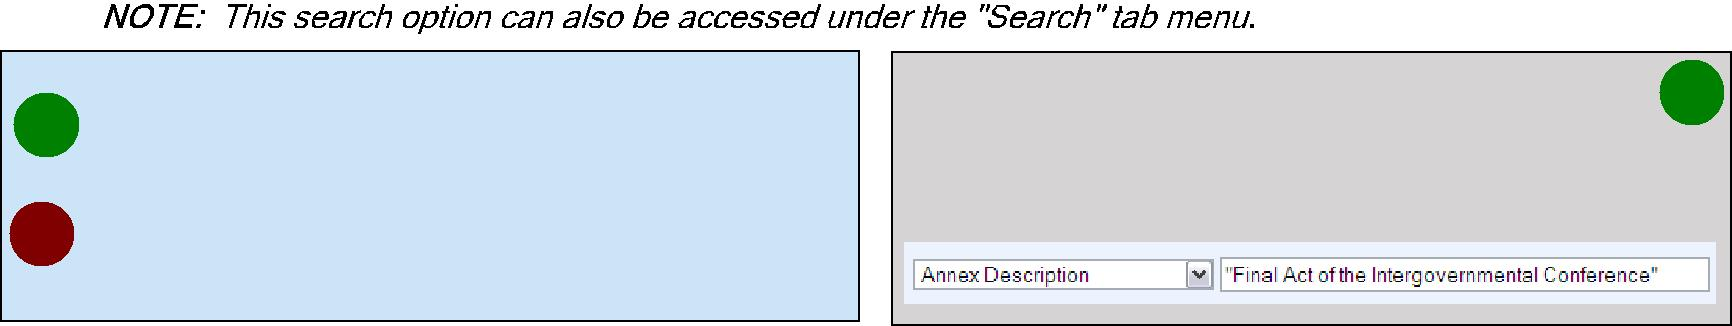 NOTE: This search option can also be accessed under the "Search" tab menu.
Annex Description
"Final Act of the Intergovernmental Conference"